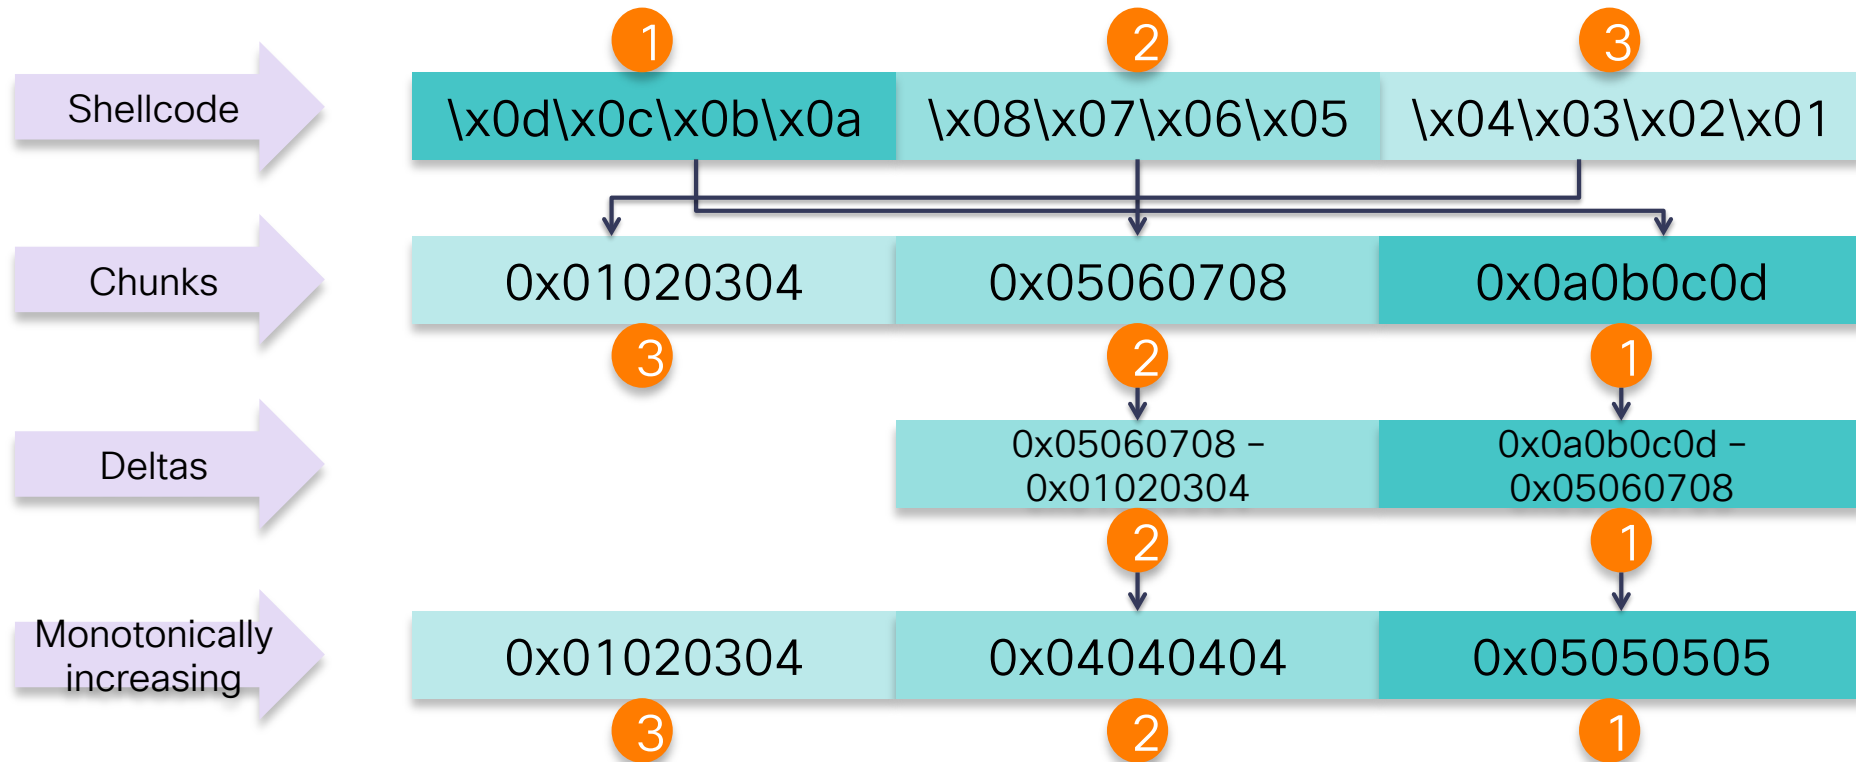 1
2
3
Shellcode
\x0d\x0c\x0b\x0a
\x08\x07\x06\x05
\x04\x03\x02\x01
Chunks
0x01020304
0x05060708
0x0a0b0c0d
3
2
1
Deltas
0x05060708 –
0x01020304
0x0a0b0c0d –
0x05060708
2
1
Monotonically
increasing
0x01020304
0x04040404
0x05050505
3
2
1